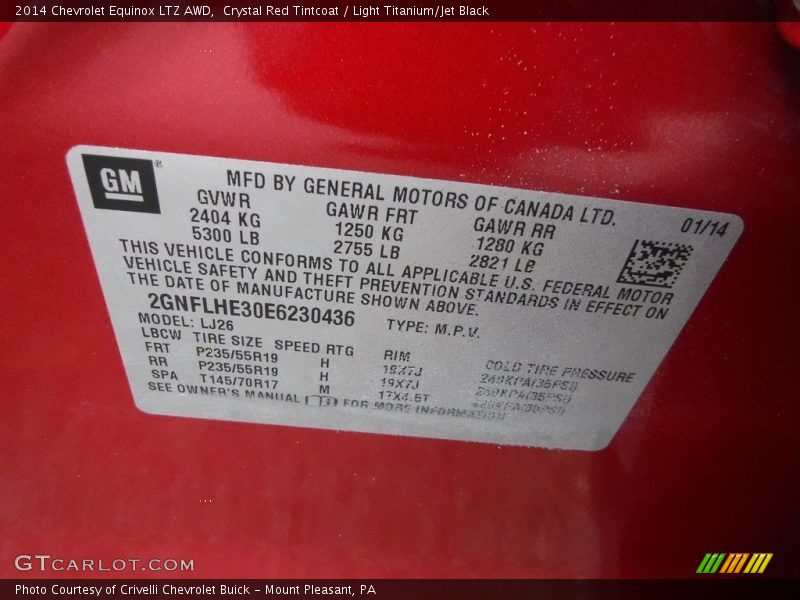 2014 Chevrolet Equinox LTZ AWD,  Crystal Red Tintcoat / Light Titanium/Jet Black
GM®
MFD BY GENERAL MOTORS OF CANADA LTD.
01/14
GVWR GAWR FRT GAWR RR
2404 KG 1250 KG 1280 KG
5300 LB 2755 LB 2821 LB
THIS VEHICLE CONFORMS TO ALL APPLICABLE U.S. FEDERAL MOTOR
VEHICLE SAFETY AND THEFT PREVENTION STANDARDS IN EFFECT ON
THE DATE OF MANUFACTURE SHOWN ABOVE.
2GNFLHE30E6230436 TYPE: M.P.V.
MODEL: LJ26
LBCW TIRE SIZE SPEED RTG RIM COLD TIRE PRESSURE
FRT P235/55R19 H 19X7J 240KPA(35PSI)
RR P235/55R19 H 19X7J 240KPA(35PSI)
SPA T145/70R17 M 17X4.5T
SEE OWNER'S MANUAL FOR MORE INFORMATION
GTCARLOT.COM
Photo Courtesy of Crivelli Chevrolet Buick – Mount Pleasant, PA